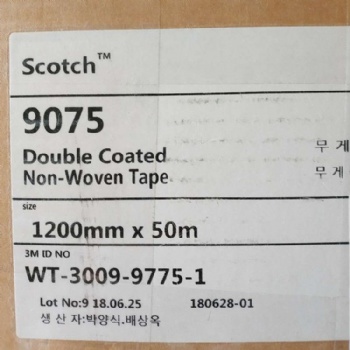 Scotch™
9075
Double Coated
Non-Woven Tape
무 게
무 게
size
1200mm x 50m
3M ID NO
WT-3009-9775-1
Lot No:9 18.06.25 180628-01
생 산 자:박양식.배상옥